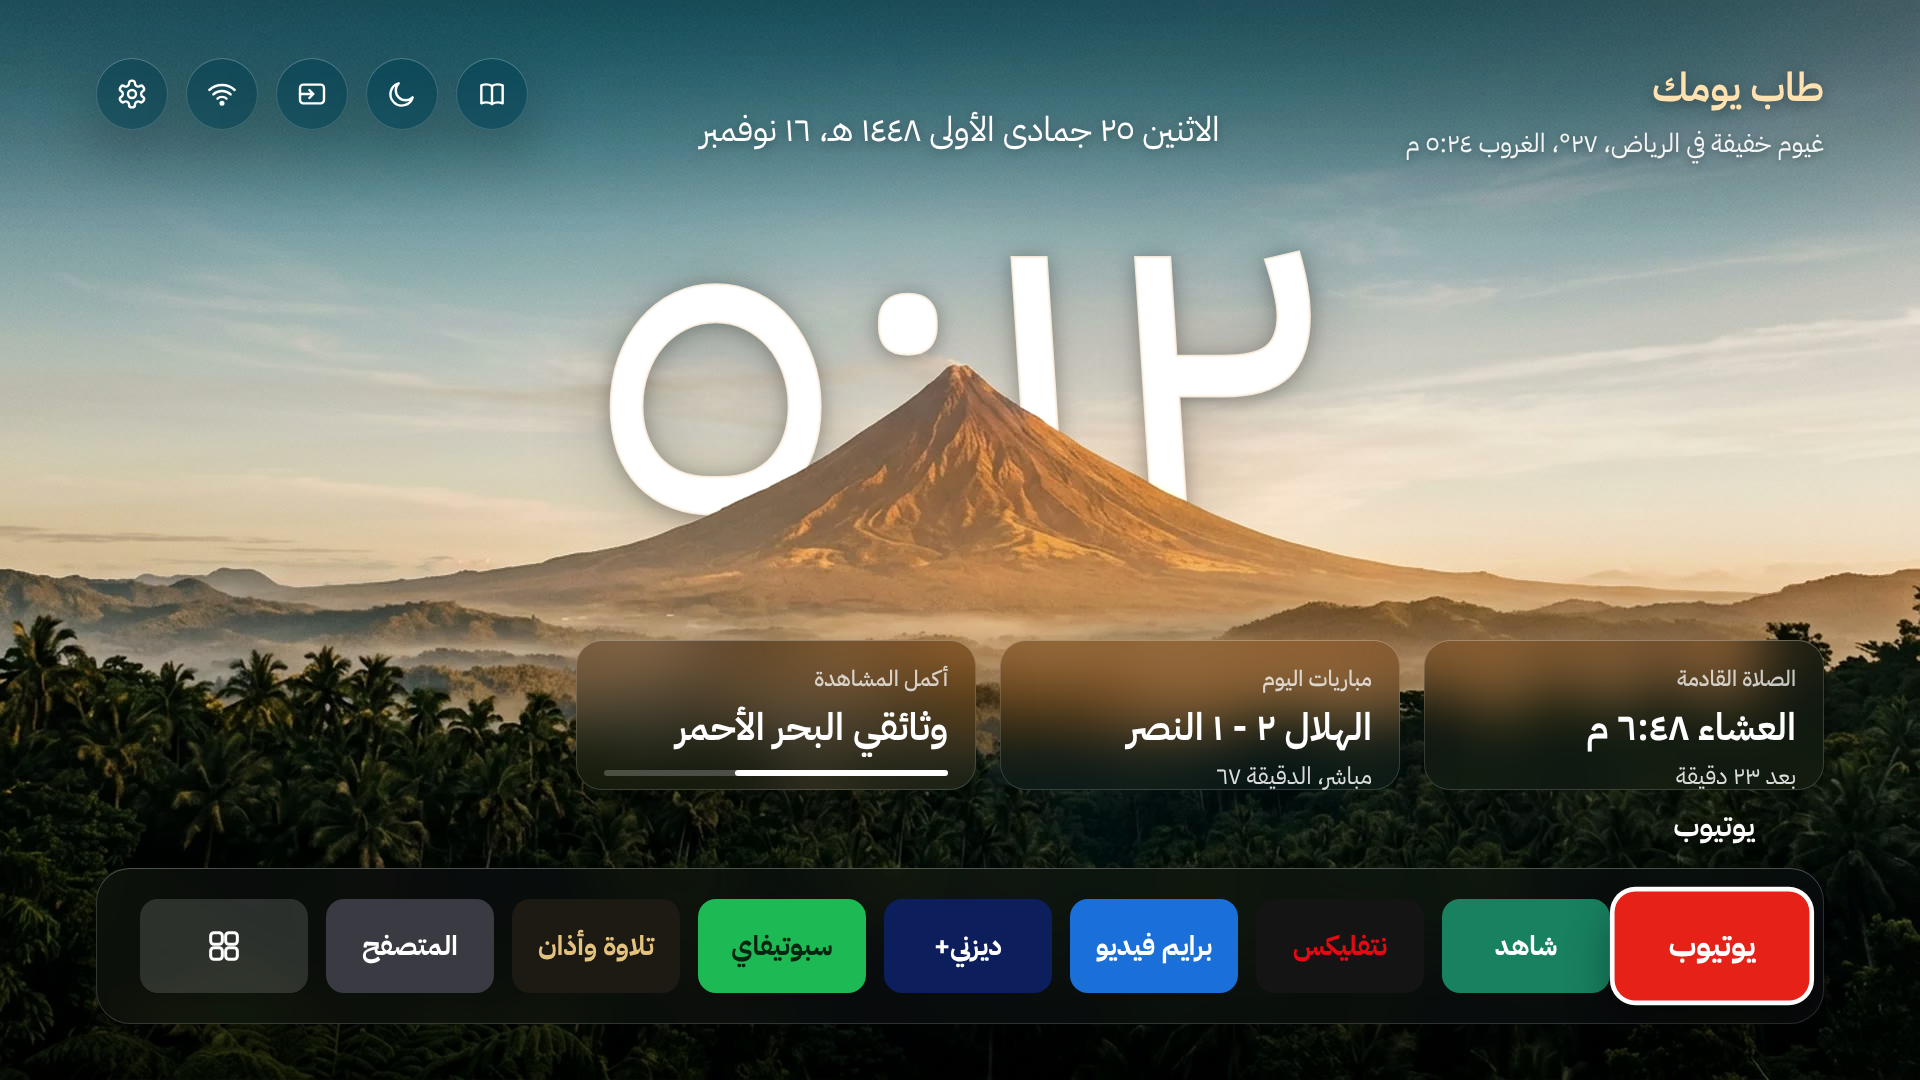 طاب يومك
غيوم خفيفة في الرياض، ٢٧°، الغروب ٥:٢٤ م
الاثنين ٢٥ جمادى الأولى ١٤٤٨ هـ، ١٦ نوفمبر
٥:١٢
الصلاة القادمة
العشاء ٦:٤٨ م
بعد ٢٣ دقيقة
مباريات اليوم
الهلال ٢ - ١ النصر
مباشر، الدقيقة ٦٧
أكمل المشاهدة
وثائقي البحر الأحمر
يوتيوب
يوتيوب
شاهد
نتفليكس
برايم فيديو
ديزني+
سبوتيفاي
تلاوة وأذان
المتصفح